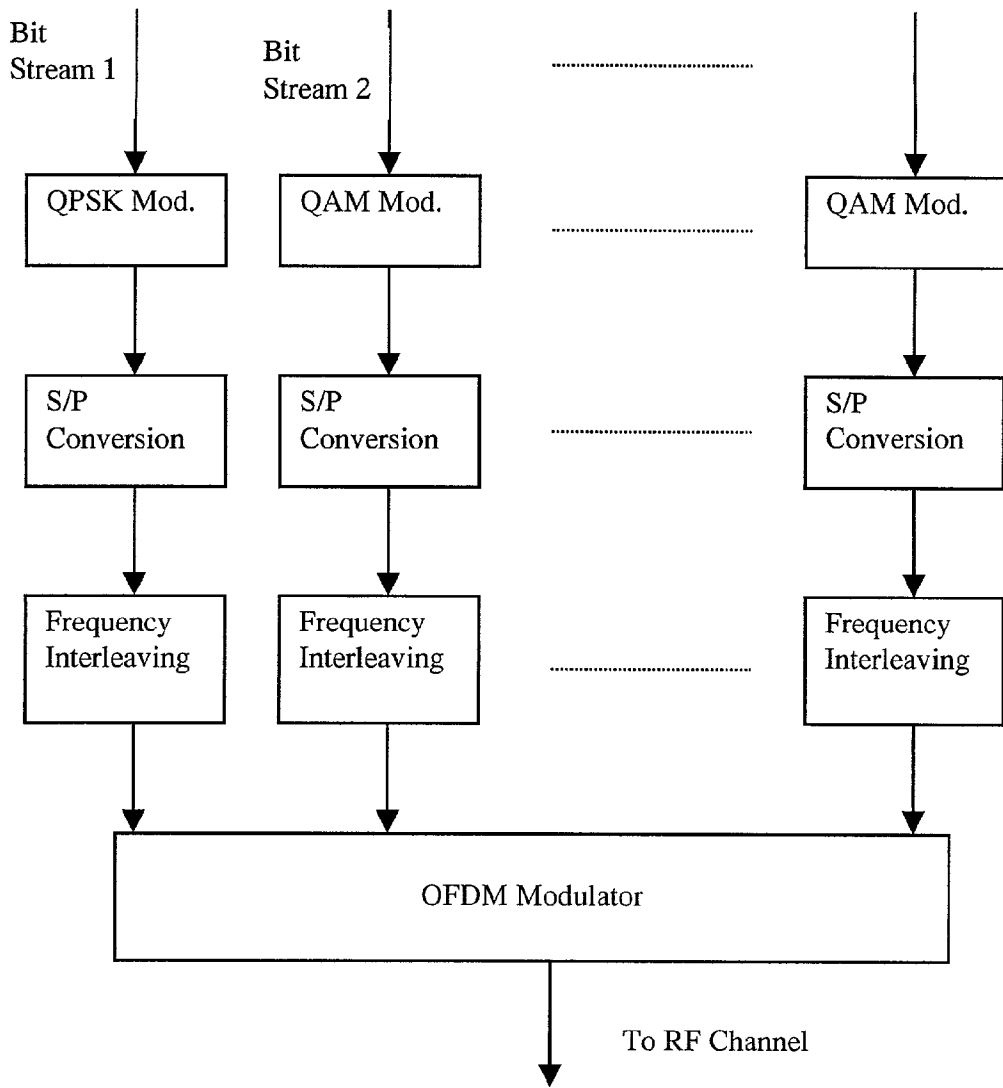 Bit
Stream 1
Bit
Stream 2
QPSK Mod.
QAM Mod.
QAM Mod.
S/P
Conversion
S/P
Conversion
S/P
Conversion
Frequency
Interleaving
Frequency
Interleaving
Frequency
Interleaving
OFDM Modulator
To RF Channel